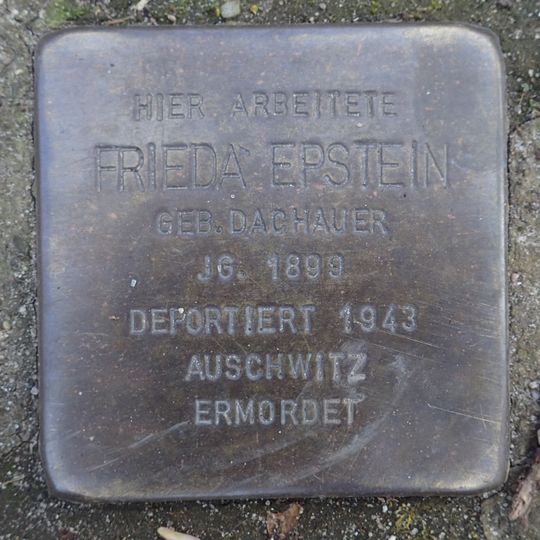 HIER ARBEITETE
FRIEDA EPSTEIN
GEB. DACHAUER
JG. 1899
DEPORTIERT 1943
AUSCHWITZ
ERMORDET